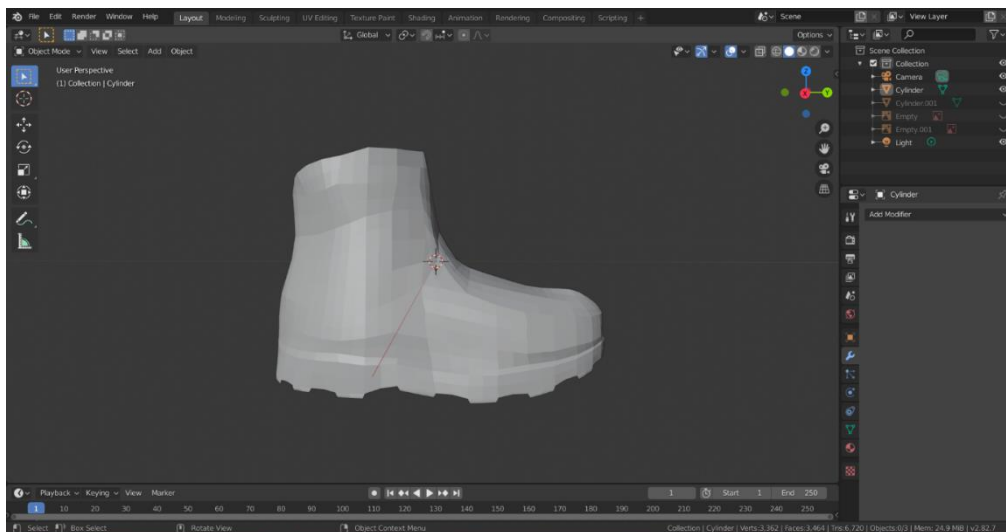 File Edit Render Window Help Layout Modeling Sculpting UV Editing Texture Paint Shading Animation Rendering Compositing Scripting + Scene View Layer
Global Options
Object Mode View Select Add Object
User Perspective
(1) Collection | Cylinder
Z
X
Y
Scene Collection
Collection
Camera
Cylinder
Cylinder.001
Empty
Empty.001
Light
Cylinder
Add Modifier
Playback Keying View Marker 1 Start 1 End 250
1 10 20 30 40 50 60 70 80 90 100 110 120 130 140 150 160 170 180 190 200 210 220 230 240 250
Select Box Select Rotate View Object Context Menu Collection | Cylinder | Verts:3,362 | Faces:3,464 | Tris:6,720 | Objects:0/3 | Mem: 24.9 MiB | v2.82.7